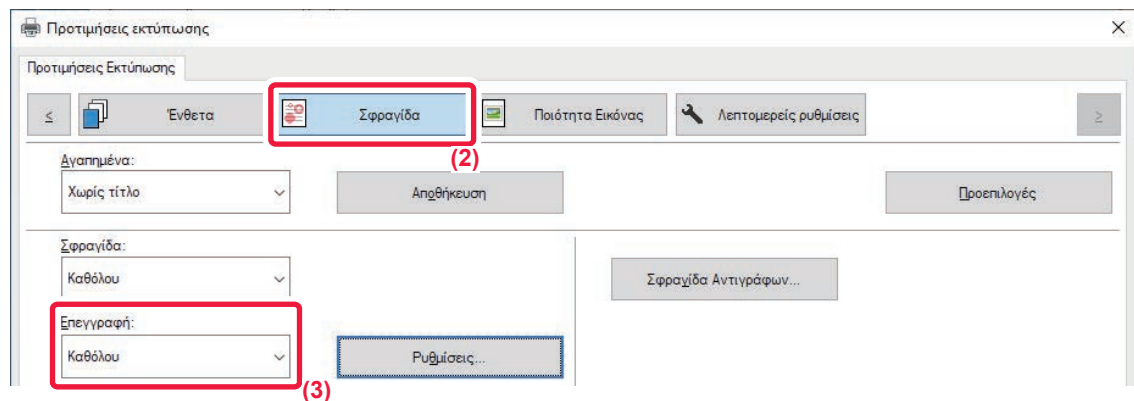 Προτιμήσεις εκτύπωσης
Προτιμήσεις Εκτύπωσης
≤ Ένθετα Σφραγίδα Ποιότητα Εικόνας Λεπτομερείς ρυθμίσεις ≥
(2)
Αγαπημένα:
Χωρίς τίτλο Αποθήκευση Προεπιλογές
Σφραγίδα:
Καθόλου Σφραγίδα Αντιγράφων...
Επεγγραφή:
Καθόλου Ρυθμίσεις...
(3)